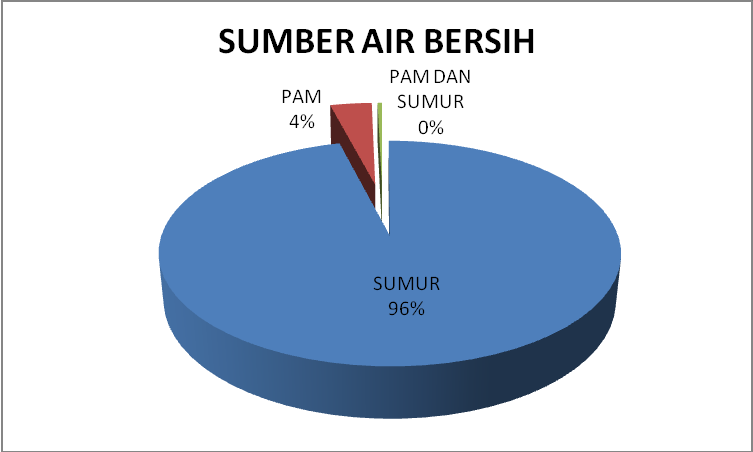 SUMBER AIR BERSIH
PAM
4%
PAM DAN
SUMUR
0%
SUMUR
96%